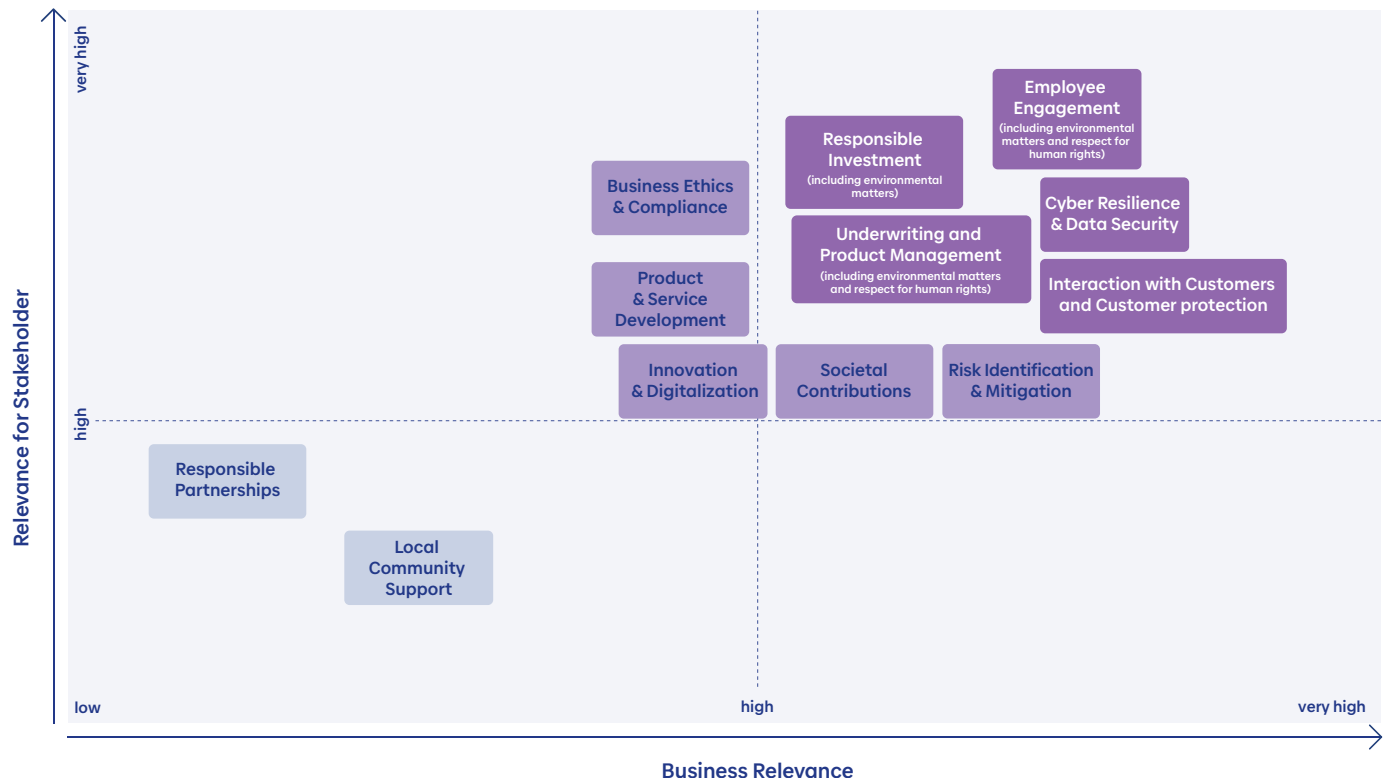 very high
Employee
Engagement
(including environmental
matters and respect for
human rights)
Responsible
Investment
(including environmental
matters)
Business Ethics
& Compliance
Cyber Resilience
& Data Security
Underwriting and
Product Management
(including environmental matters
and respect for human rights)
Product
& Service
Development
Interaction with Customers
and Customer protection
Innovation
& Digitalization
Societal
Contributions
Risk Identification
& Mitigation
Relevance for Stakeholder
high
Responsible
Partnerships
Local
Community
Support
low
high
very high
Business Relevance